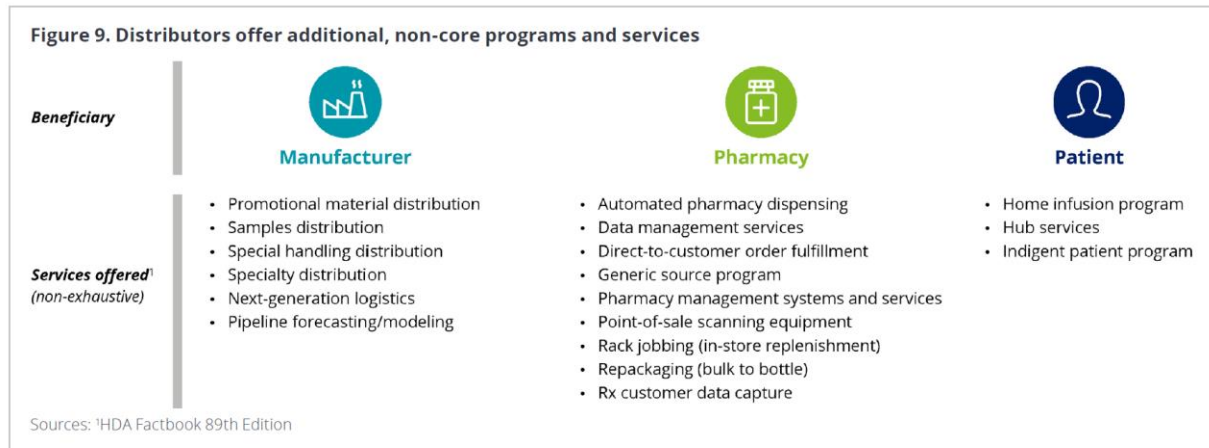 Figure 9. Distributors offer additional, non-core programs and services
Beneficiary
Manufacturer
Pharmacy
Patient
Services offered¹
(non-exhaustive)
• Promotional material distribution
• Samples distribution
• Special handling distribution
• Specialty distribution
• Next-generation logistics
• Pipeline forecasting/modeling
• Automated pharmacy dispensing
• Data management services
• Direct-to-customer order fulfillment
• Generic source program
• Pharmacy management systems and services
• Point-of-sale scanning equipment
• Rack jobbing (in-store replenishment)
• Repackaging (bulk to bottle)
• Rx customer data capture
• Home infusion program
• Hub services
• Indigent patient program
Sources: ¹HDA Factbook 89th Edition